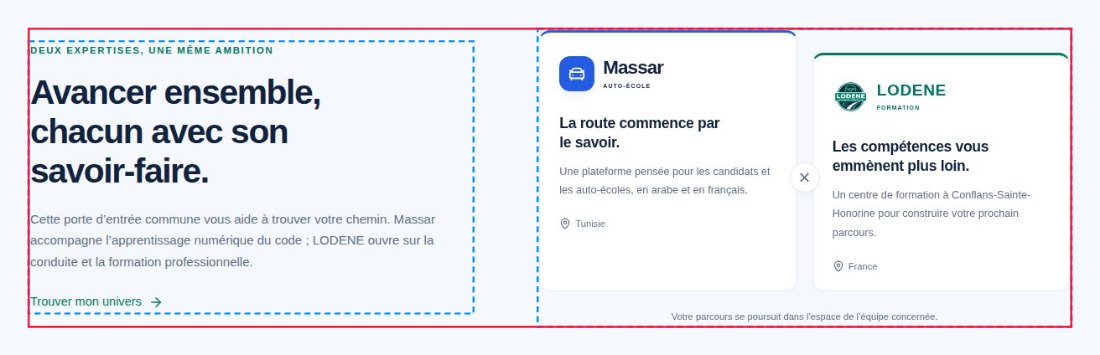 DEUX EXPERTISES, UNE MÊME AMBITION
Avancer ensemble,
chacun avec son
savoir-faire.
Cette porte d’entrée commune vous aide à trouver votre chemin. Massar
accompagne l’apprentissage numérique du code ; LODENE ouvre sur la
conduite et la formation professionnelle.
Trouver mon univers
Massar
AUTO-ÉCOLE
La route commence par
le savoir.
Une plateforme pensée pour les candidats et
les auto-écoles, en arabe et en français.
Tunisie
LODENE
LODENE
FORMATION
Les compétences vous
emmènent plus loin.
Un centre de formation à Conflans-Sainte-
Honorine pour construire votre prochain
parcours.
France
Votre parcours se poursuit dans l’espace de l’équipe concernée.